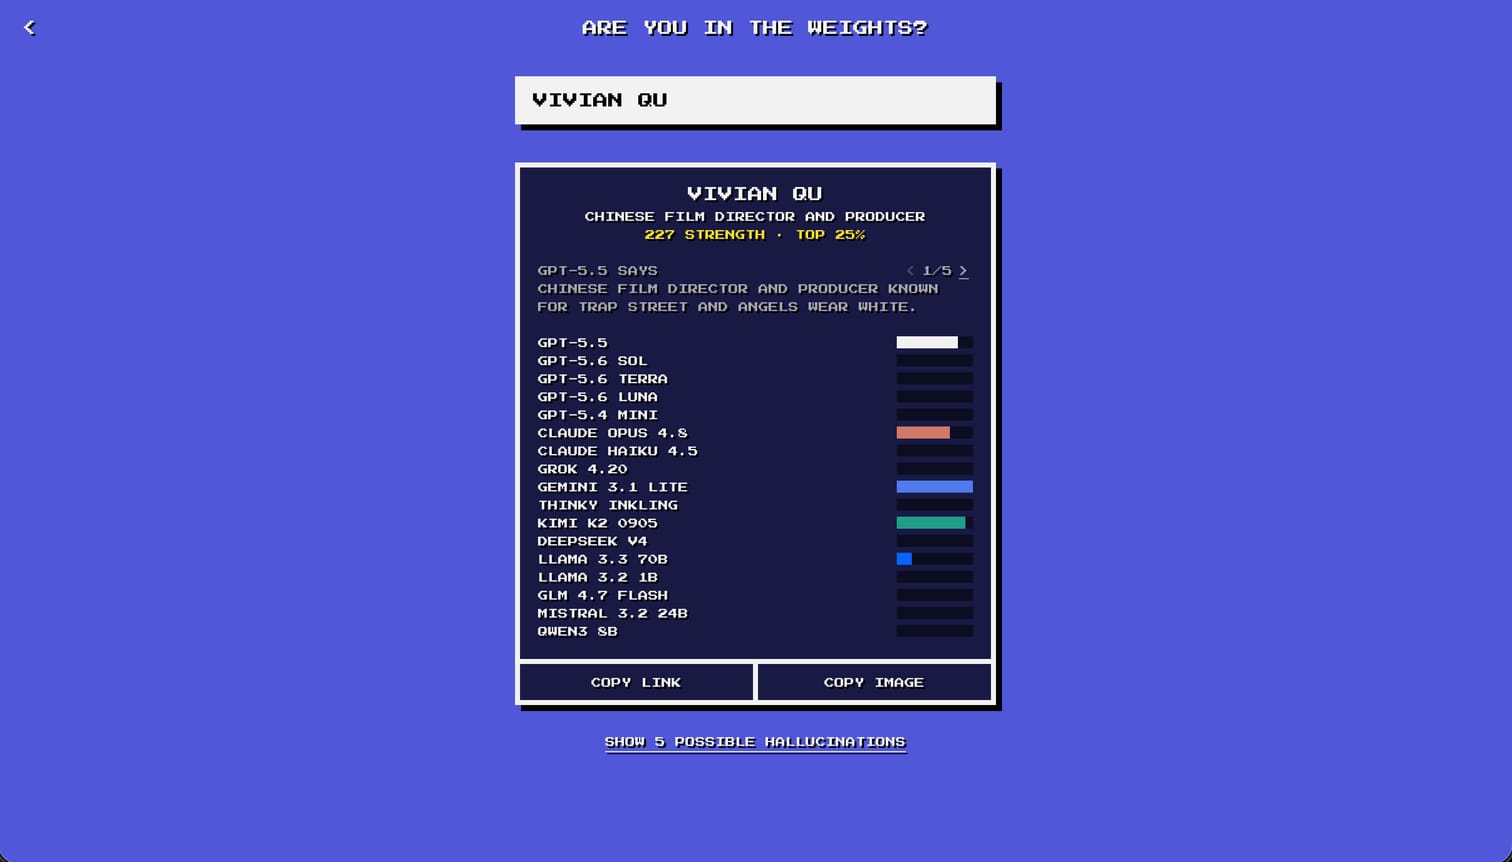 ARE YOU IN THE WEIGHTS?
VIVIAN QU
VIVIAN QU
CHINESE FILM DIRECTOR AND PRODUCER
227 STRENGTH · TOP 25%
GPT-5.5 SAYS < 1/5 >
CHINESE FILM DIRECTOR AND PRODUCER KNOWN
FOR TRAP STREET AND ANGELS WEAR WHITE.
GPT-5.5
GPT-5.6 SOL
GPT-5.6 TERRA
GPT-5.6 LUNA
GPT-5.4 MINI
CLAUDE OPUS 4.8
CLAUDE HAIKU 4.5
GROK 4.20
GEMINI 3.1 LITE
THINKY INKLING
KIMI K2 0905
DEEPSEEK V4
LLAMA 3.3 70B
LLAMA 3.2 1B
GLM 4.7 FLASH
MISTRAL 3.2 24B
QWEN3 8B
COPY LINK COPY IMAGE
SHOW 5 POSSIBLE HALLUCINATIONS